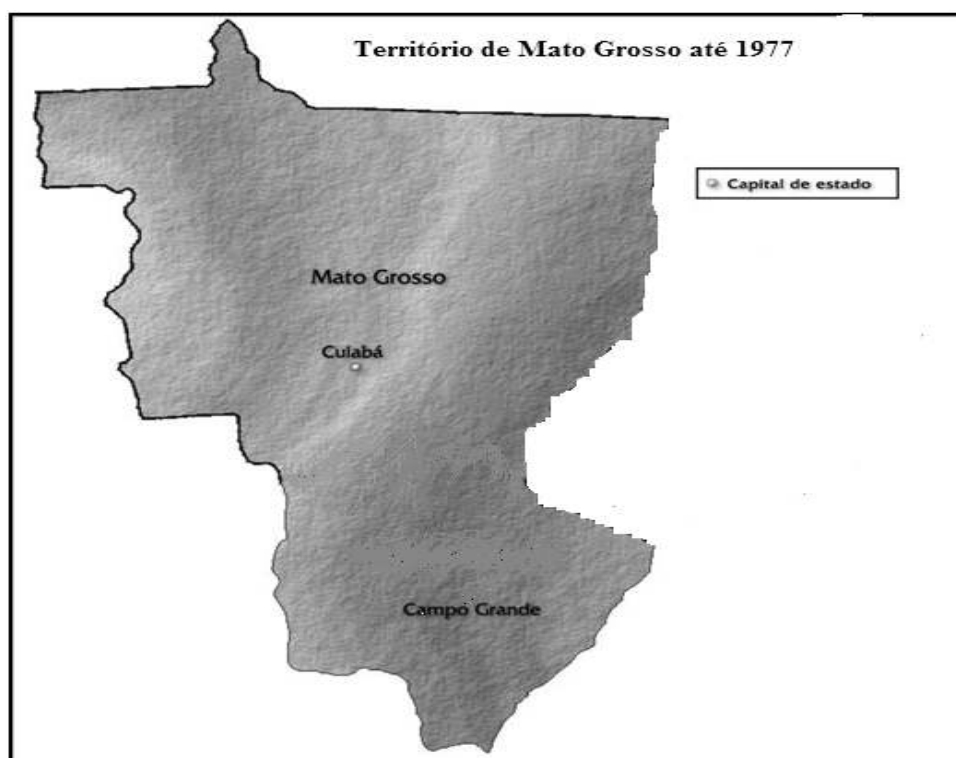 Território de Mato Grosso até 1977
Capital de estado
Mato Grosso
Cuiabá
Campo Grande